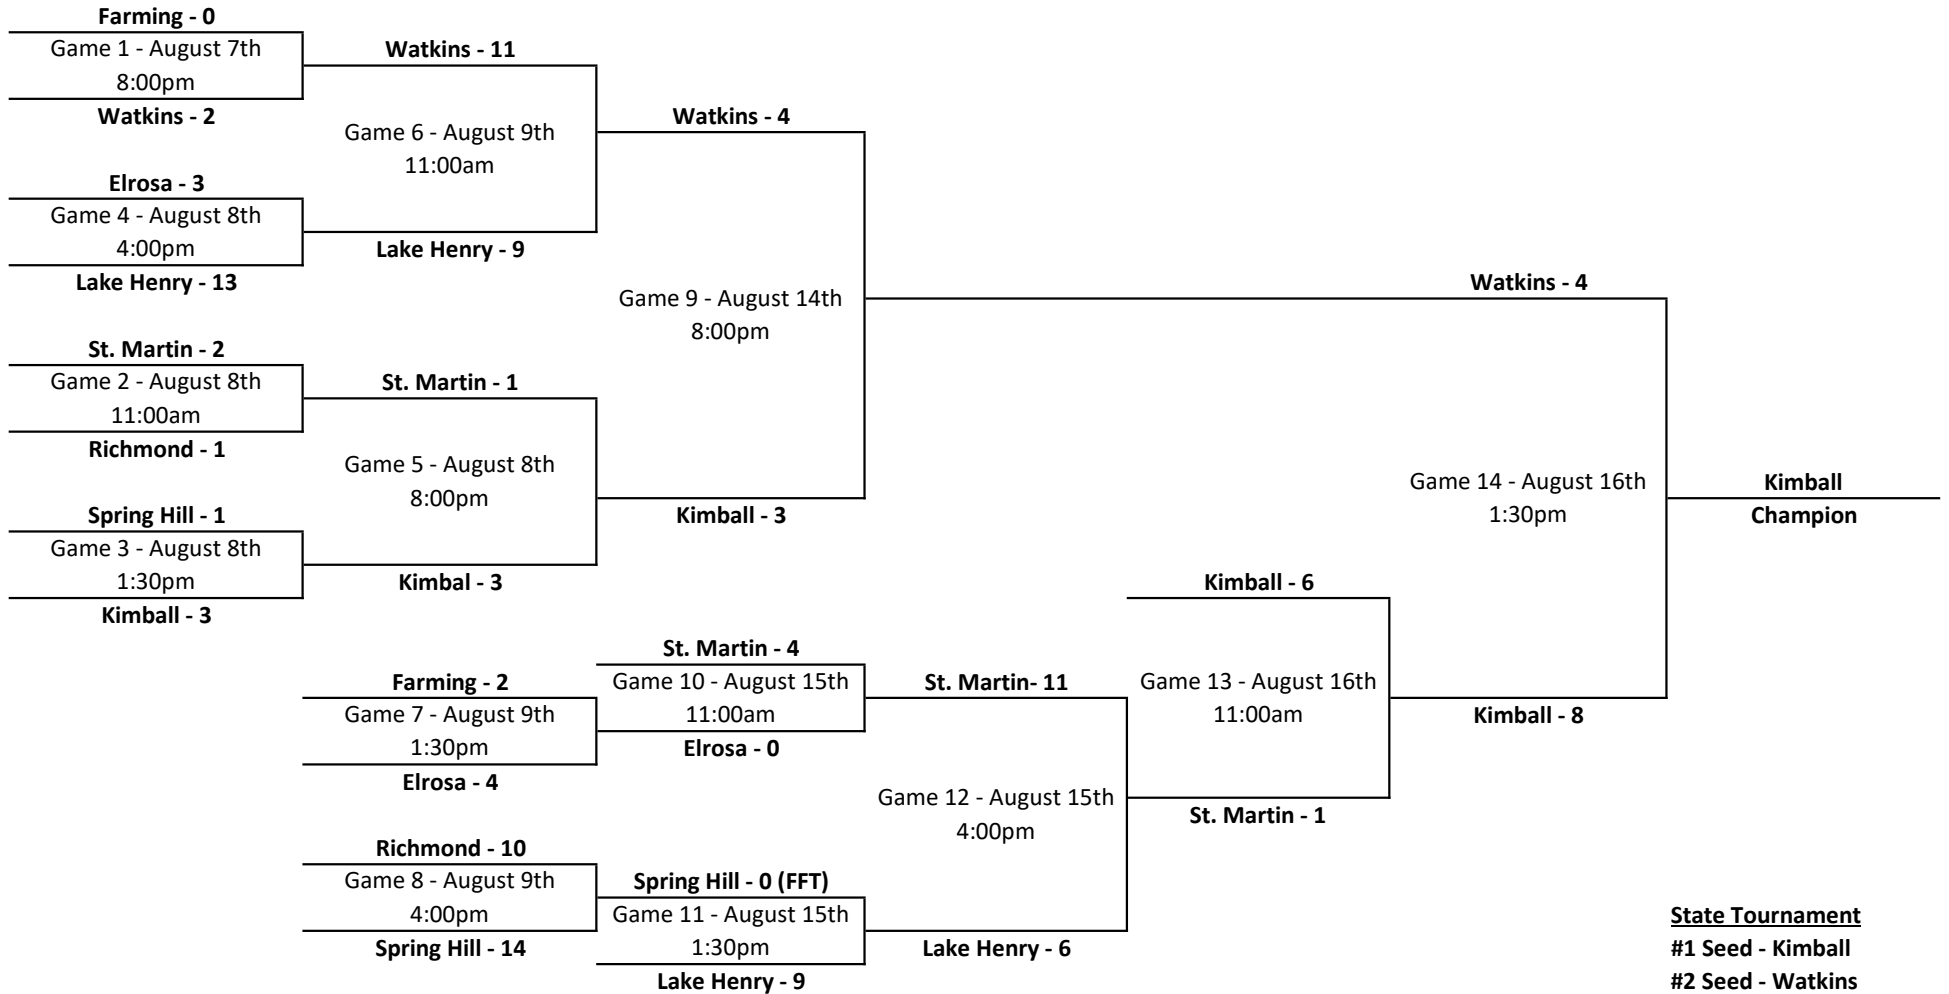 Farming - 0
Game 1 - August 7th
8:00pm
Watkins - 2
Elrosa - 3
Game 4 - August 8th
4:00pm
Lake Henry - 13
St. Martin - 2
Game 2 - August 8th
11:00am
Richmond - 1
Spring Hill - 1
Game 3 - August 8th
1:30pm
Kimball - 3
Watkins - 11
Game 6 - August 9th
11:00am
Lake Henry - 9
St. Martin - 1
Game 5 - August 8th
8:00pm
Kimbal - 3
Watkins - 4
Game 9 - August 14th
8:00pm
Kimball - 3
Farming - 2
Game 7 - August 9th
1:30pm
Elrosa - 4
Richmond - 10
Game 8 - August 9th
4:00pm
Spring Hill - 14
St. Martin - 4
Game 10 - August 15th
11:00am
Elrosa - 0
Spring Hill - 0 (FFT)
Game 11 - August 15th
1:30pm
Lake Henry - 9
St. Martin- 11
Game 12 - August 15th
4:00pm
Lake Henry - 6
Kimball - 6
Game 13 - August 16th
11:00am
St. Martin - 1
Watkins - 4
Game 14 - August 16th
1:30pm
Kimball - 8
Kimball
Champion
State Tournament
#1 Seed - Kimball
#2 Seed - Watkins